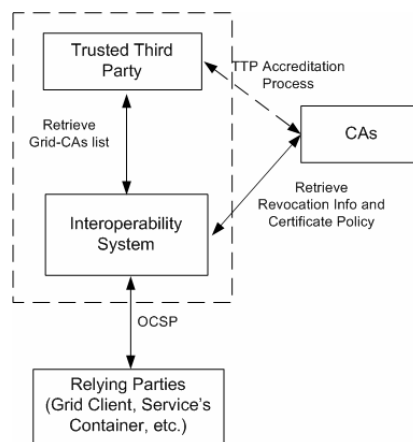 Trusted Third
Party
TTP Accreditation
Process
Retrieve
Grid-CAs list
CAs
Retrieve
Revocation Info and
Certificate Policy
Interoperability
System
OCSP
Relying Parties
(Grid Client, Service's
Container, etc.)